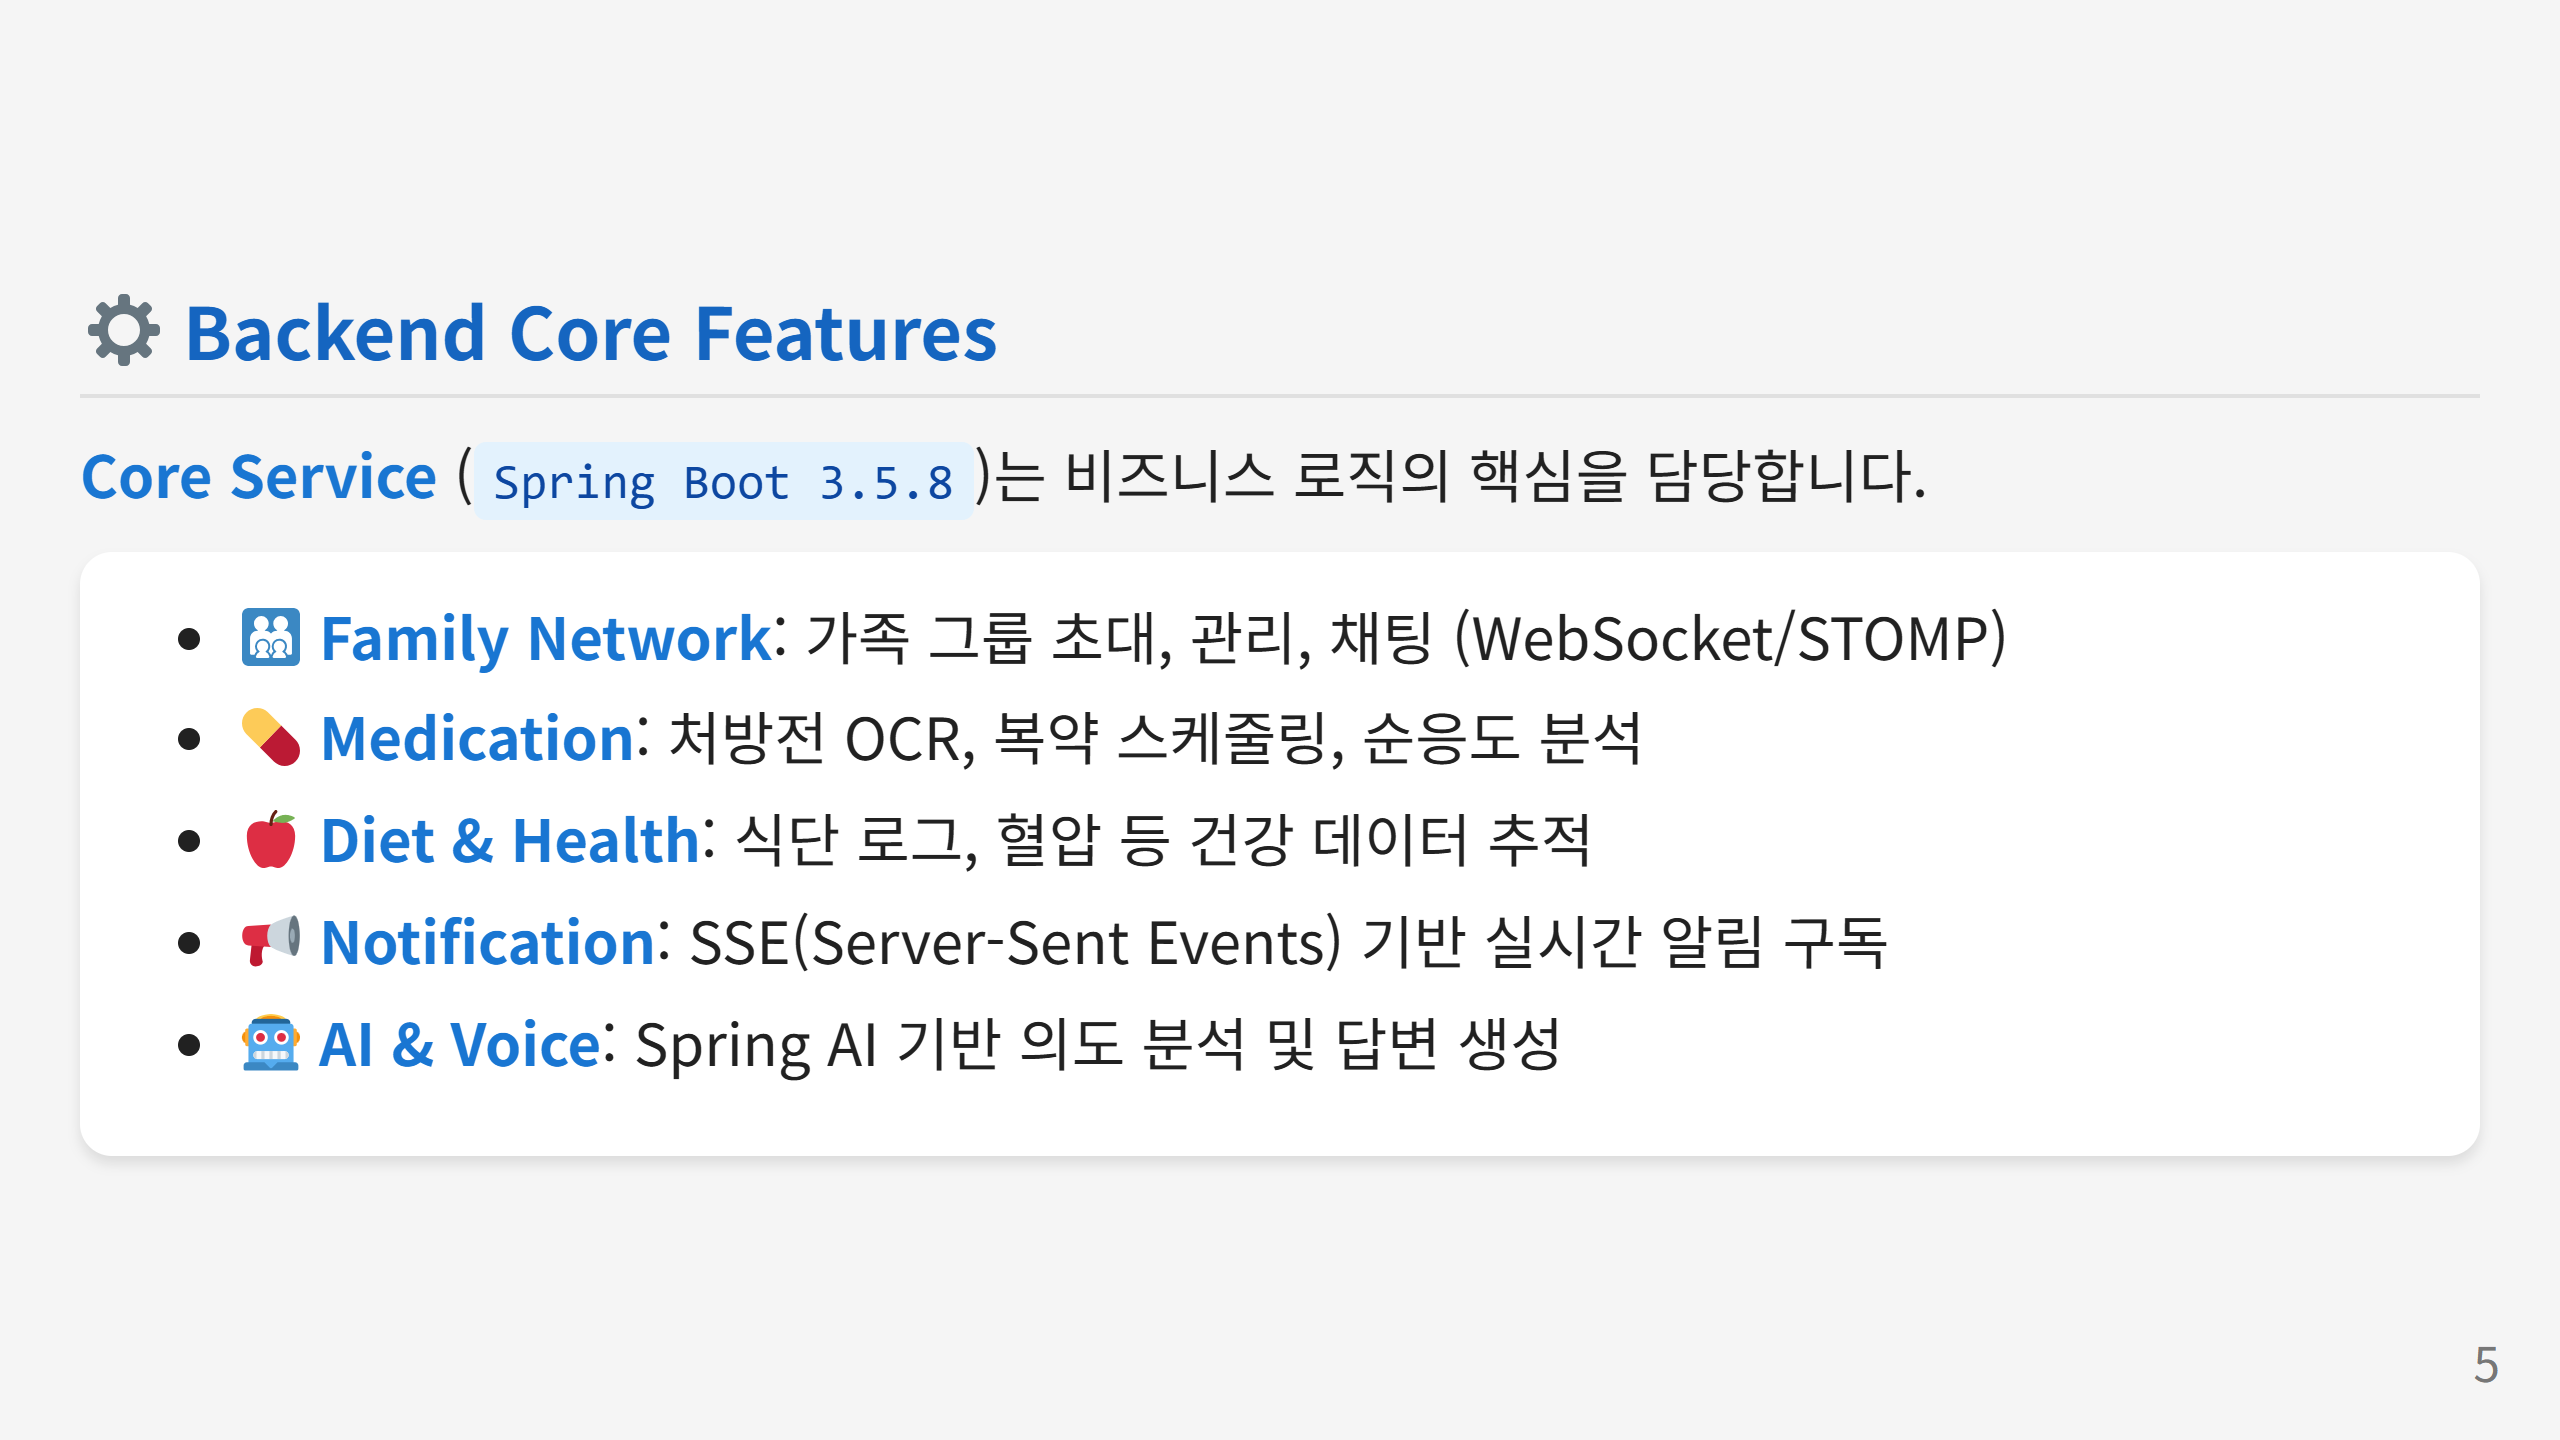 ⚙️ Backend Core Features
Core Service (Spring Boot 3.5.8)는 비즈니스 로직의 핵심을 담당합니다.
• 👨‍👩‍👧‍👦 Family Network: 가족 그룹 초대, 관리, 채팅 (WebSocket/STOMP)
• 💊 Medication: 처방전 OCR, 복약 스케줄링, 순응도 분석
• 🍎 Diet & Health: 식단 로그, 혈압 등 건강 데이터 추적
• 📢 Notification: SSE(Server-Sent Events) 기반 실시간 알림 구독
• 🤖 AI & Voice: Spring AI 기반 의도 분석 및 답변 생성
5